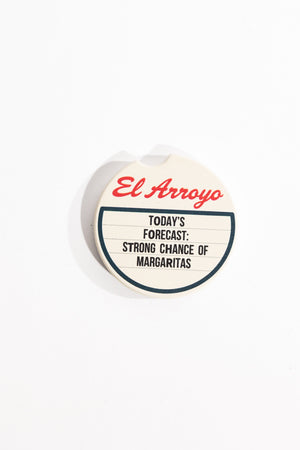 El Arroyo
TODAY'S
FORECAST:
STRONG CHANCE OF
MARGARITAS